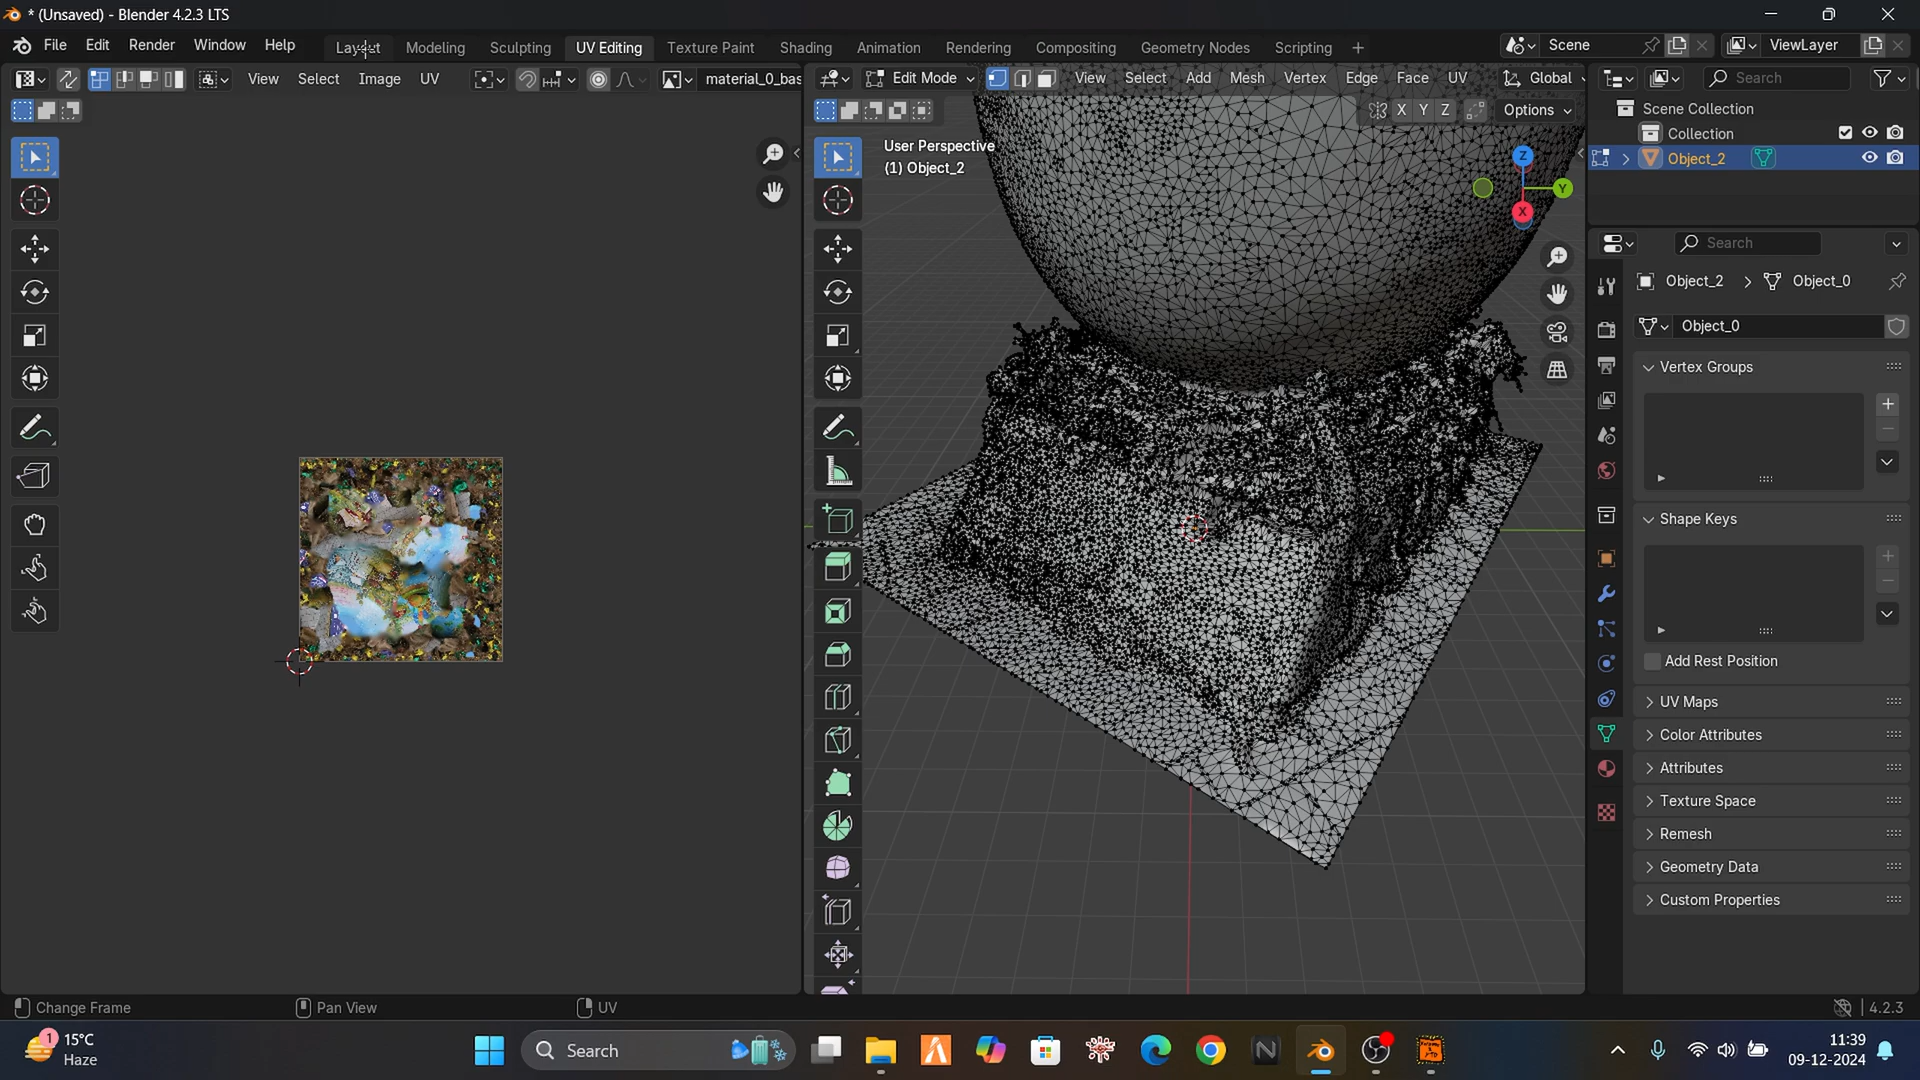 * (Unsaved) - Blender 4.2.3 LTS
File Edit Render Window Help Layout Modeling Sculpting UV Editing Texture Paint Shading Animation Rendering Compositing Geometry Nodes Scripting + Scene ViewLayer
View Select Image UV material_0_bas Edit Mode View Select Add Mesh Vertex Edge Face UV Global Search
X Y Z Options Scene Collection
Collection
User Perspective
(1) Object_2
Object_2
Z
Y
X
Search
Object_2 > Object_0
Object_0
Vertex Groups
Shape Keys
Add Rest Position
UV Maps
Color Attributes
Attributes
Texture Space
Remesh
Geometry Data
Custom Properties
Change Frame Pan View UV 4.2.3
1 15°C
Haze
Search
11:39
09-12-2024